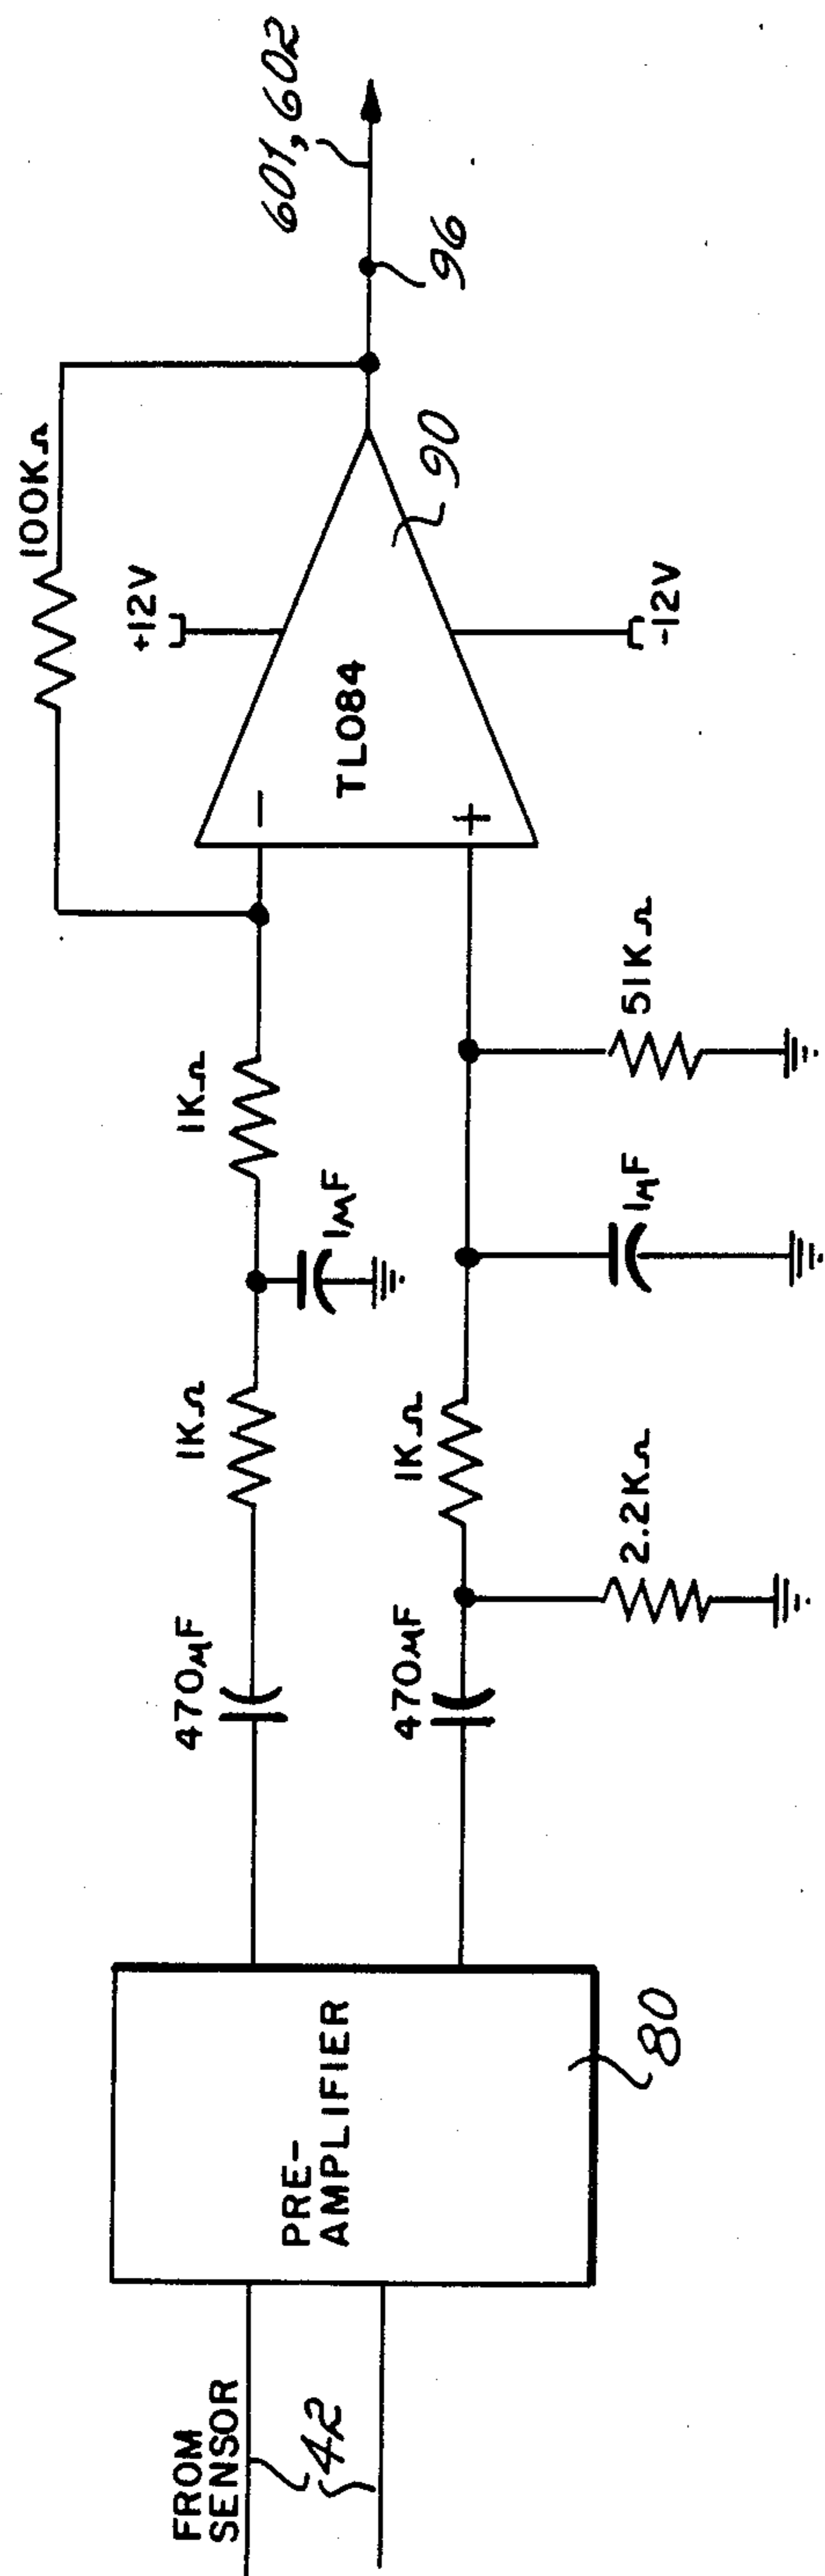 FROM
SENSOR
42
PRE-
AMPLIFIER
80
470μF
470μF
1KΩ
1KΩ
2.2KΩ
1μF
1μF
1KΩ
51KΩ
100KΩ
+12V
-
TL084
+
-12V
90
96
601, 602